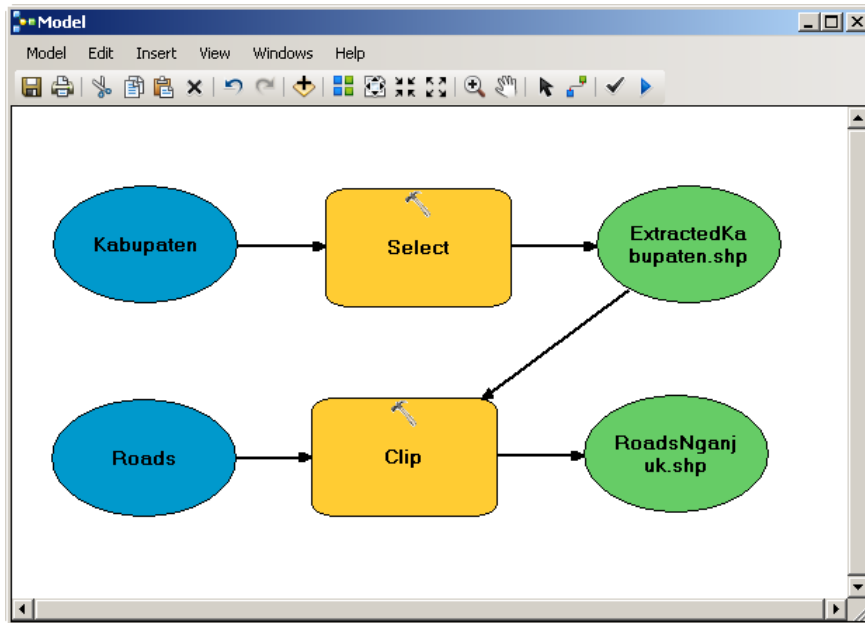 Model
Model Edit Insert View Windows Help
Kabupaten
Select
ExtractedKa
bupaten.shp
Roads
Clip
RoadsNganj
uk.shp